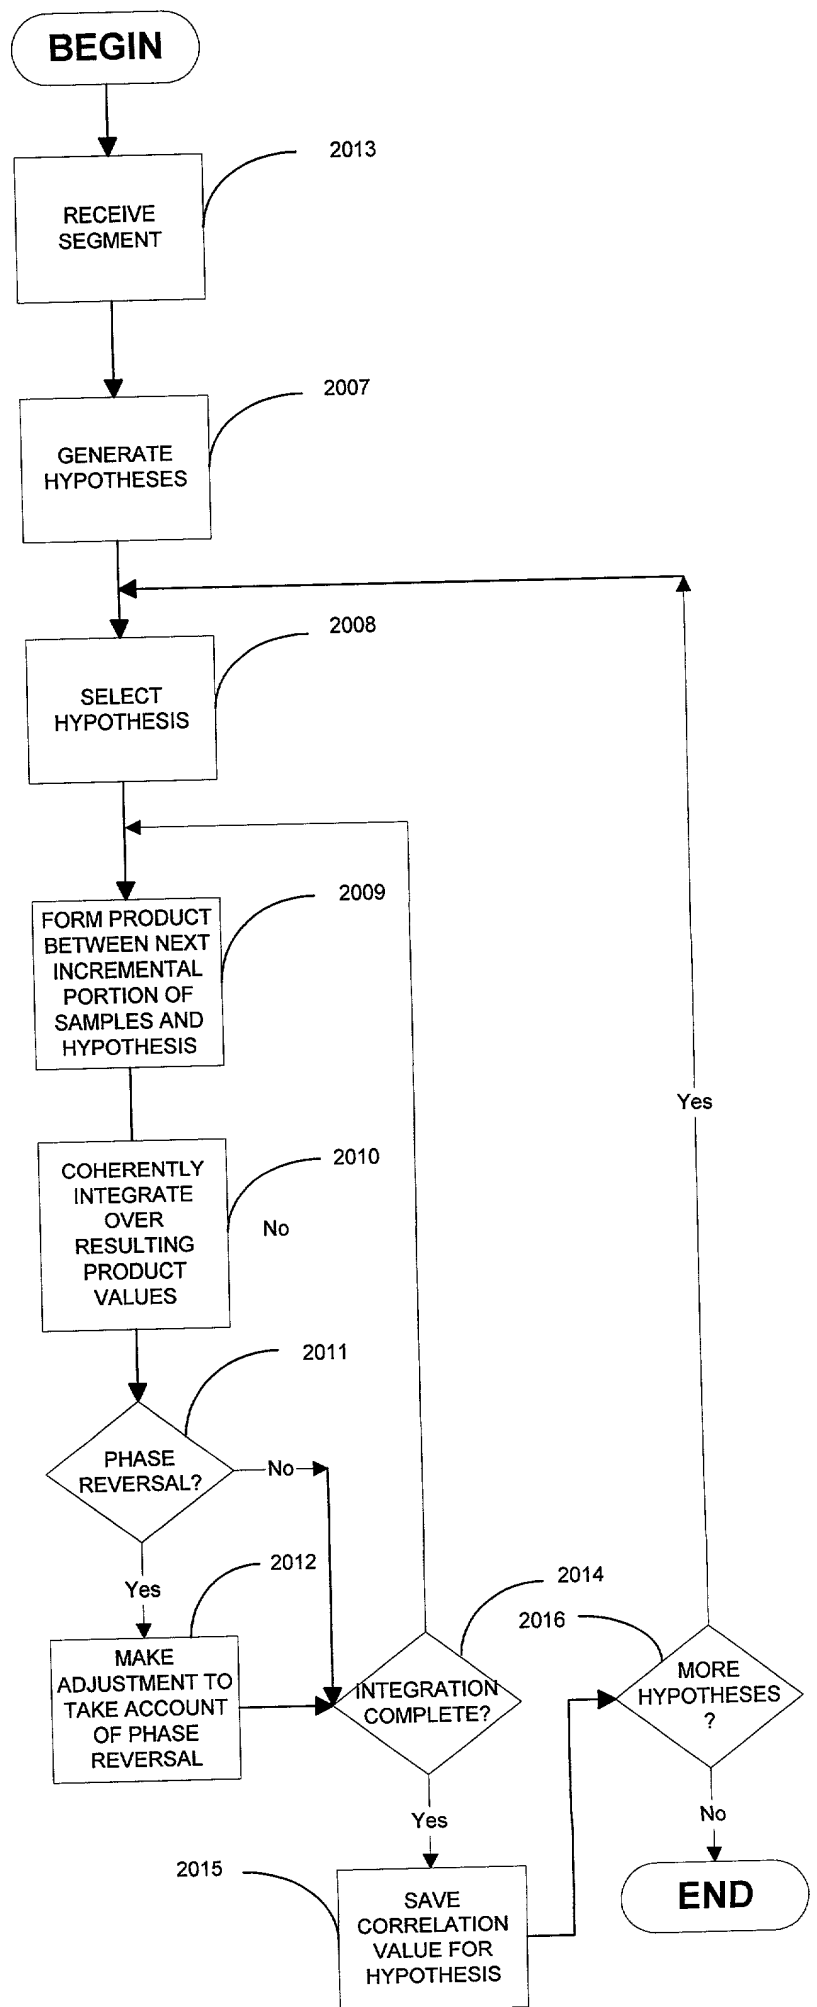 BEGIN
2013
RECEIVE
SEGMENT
2007
GENERATE
HYPOTHESES
2008
SELECT
HYPOTHESIS
2009
FORM PRODUCT
BETWEEN NEXT
INCREMENTAL
PORTION OF
SAMPLES AND
HYPOTHESIS
Yes
2010
COHERENTLY
INTEGRATE
OVER
RESULTING
PRODUCT
VALUES
No
2011
PHASE
REVERSAL?
No
Yes
2012
MAKE
ADJUSTMENT TO
TAKE ACCOUNT
OF PHASE
REVERSAL
2014
INTEGRATION
COMPLETE?
2016
MORE
HYPOTHESES
?
Yes
No
2015
SAVE
CORRELATION
VALUE FOR
HYPOTHESIS
END